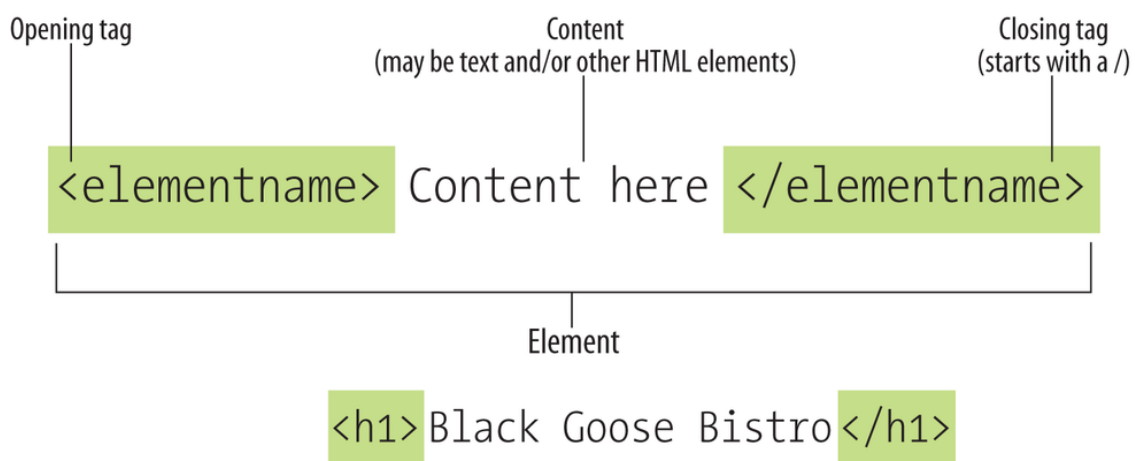 Opening tag
Content
(may be text and/or other HTML elements)
Closing tag
(starts with a /)
<elementname> Content here </elementname>
Element
<h1>Black Goose Bistro</h1>